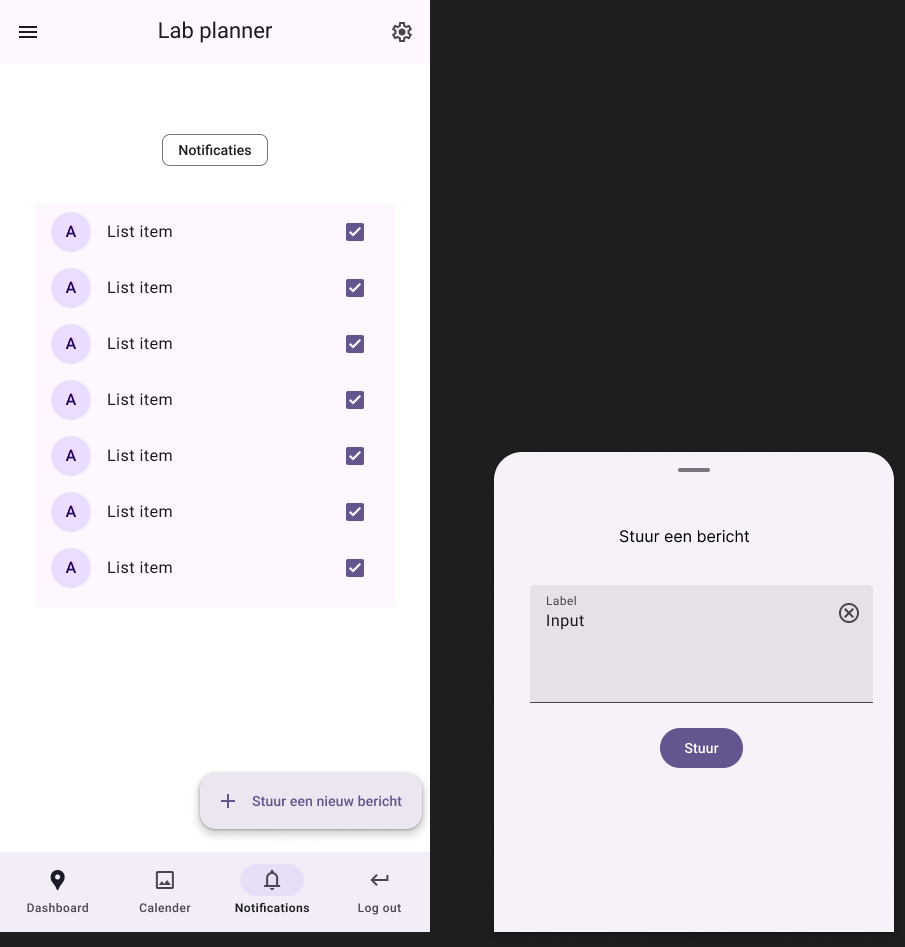 Lab planner
Notificaties
A List item
A List item
A List item
A List item
A List item
A List item
A List item
Stuur een nieuw bericht
Dashboard Calender Notifications Log out
Stuur een bericht
Label
Input
Stuur